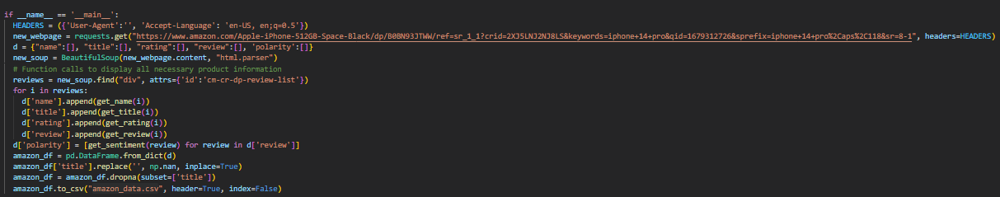 if __name__ == '__main__':
  HEADERS = ({'User-Agent':'', 'Accept-Language': 'en-US, en;q=0.5'})
  new_webpage = requests.get("https://www.amazon.com/Apple-iPhone-512GB-Space-Black/dp/B0BN93JTWW/ref=sr_1_1?crid=2XJ5LNJ2NJ8LS&keywords=iphone+14+pro&qid=1679312726&sprefix=iphone+14+pro%2Caps%2C118&sr=8-1", headers=HEADERS)
  d = {"name":[], "title":[], "rating":[], "review":[], 'polarity':[]}
  new_soup = BeautifulSoup(new_webpage.content, "html.parser")
  # Function calls to display all necessary product information
  reviews = new_soup.find("div", attrs={'id':'cm-cr-dp-review-list'})
  for i in reviews:
    d['name'].append(get_name(i))
    d['title'].append(get_title(i))
    d['rating'].append(get_rating(i))
    d['review'].append(get_review(i))
  d['polarity'] = [get_sentiment(review) for review in d['review']]
  amazon_df = pd.DataFrame.from_dict(d)
  amazon_df['title'].replace('', np.nan, inplace=True)
  amazon_df = amazon_df.dropna(subset=['title'])
  amazon_df.to_csv("amazon_data.csv", header=True, index=False)